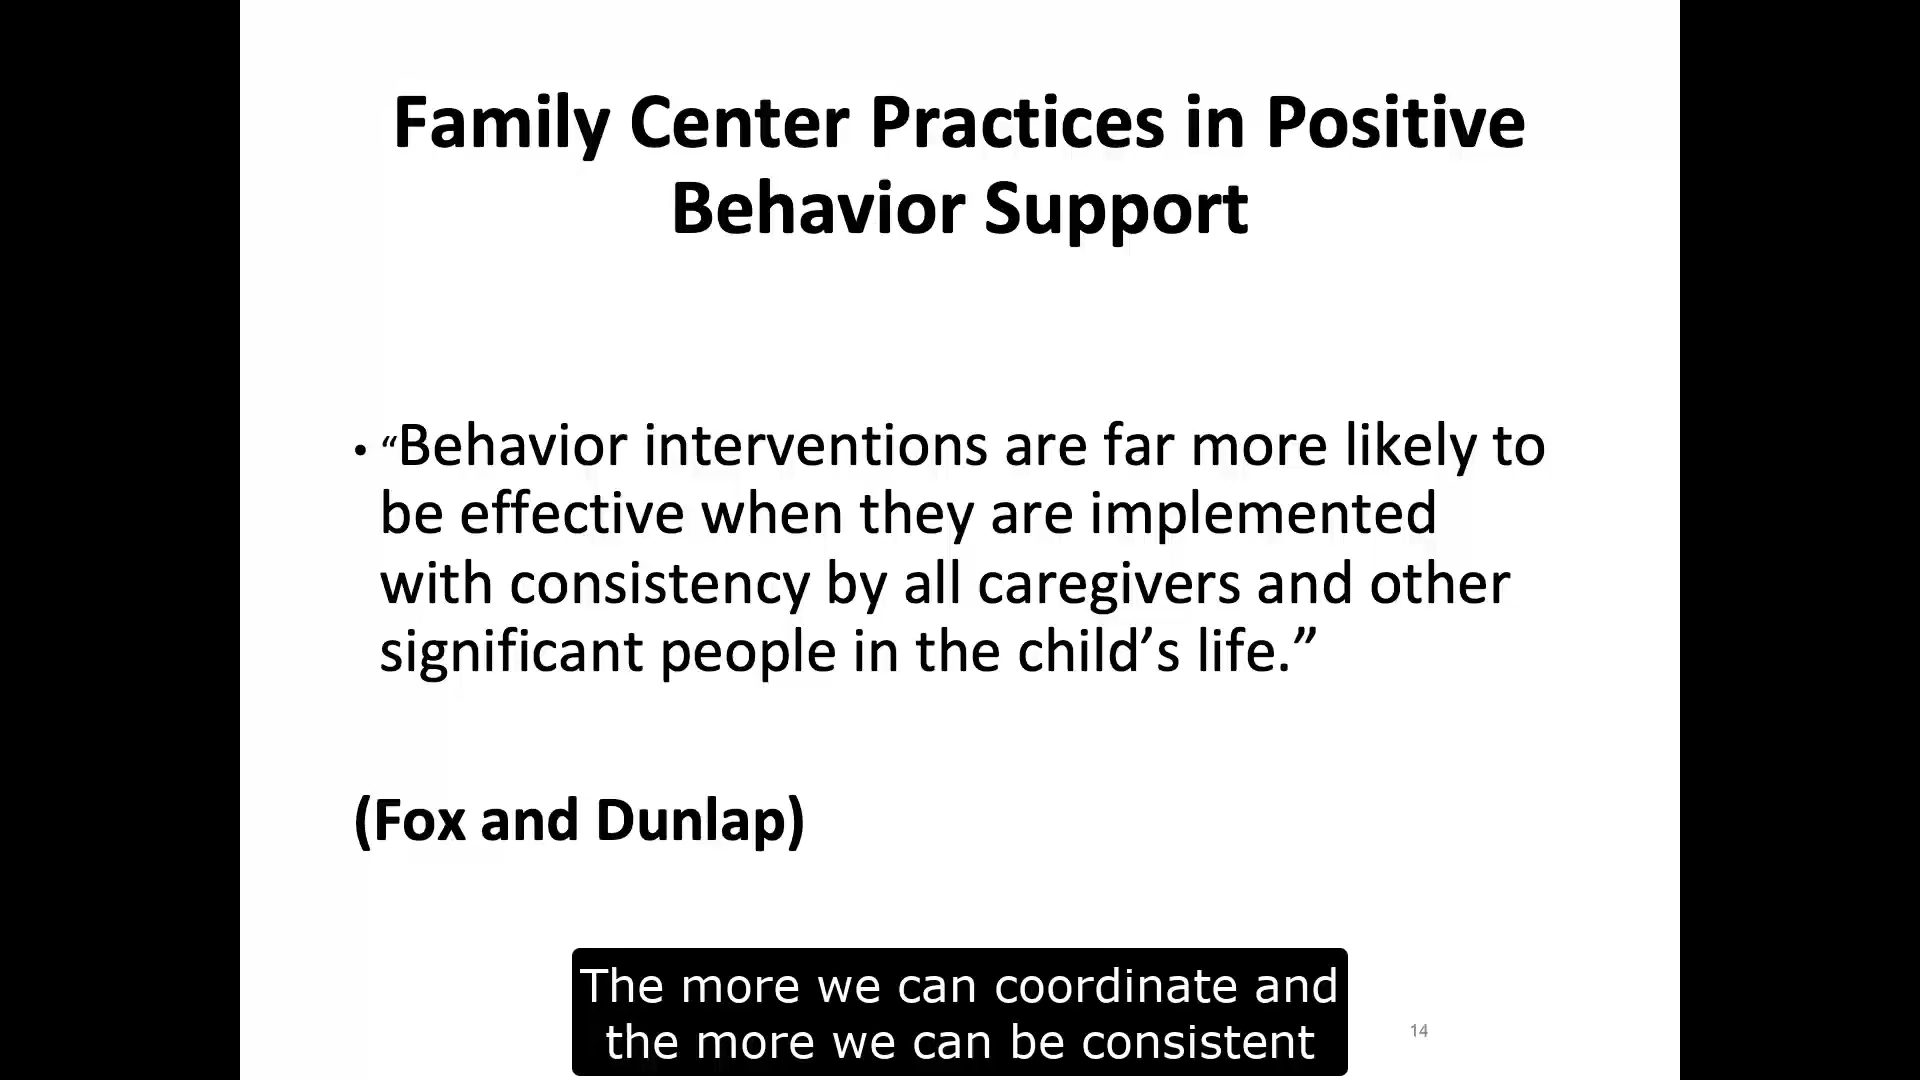 Family Center Practices in Positive
Behavior Support
• “Behavior interventions are far more likely to
be effective when they are implemented
with consistency by all caregivers and other
significant people in the child’s life.”
(Fox and Dunlap)
The more we can coordinate and
the more we can be consistent
14